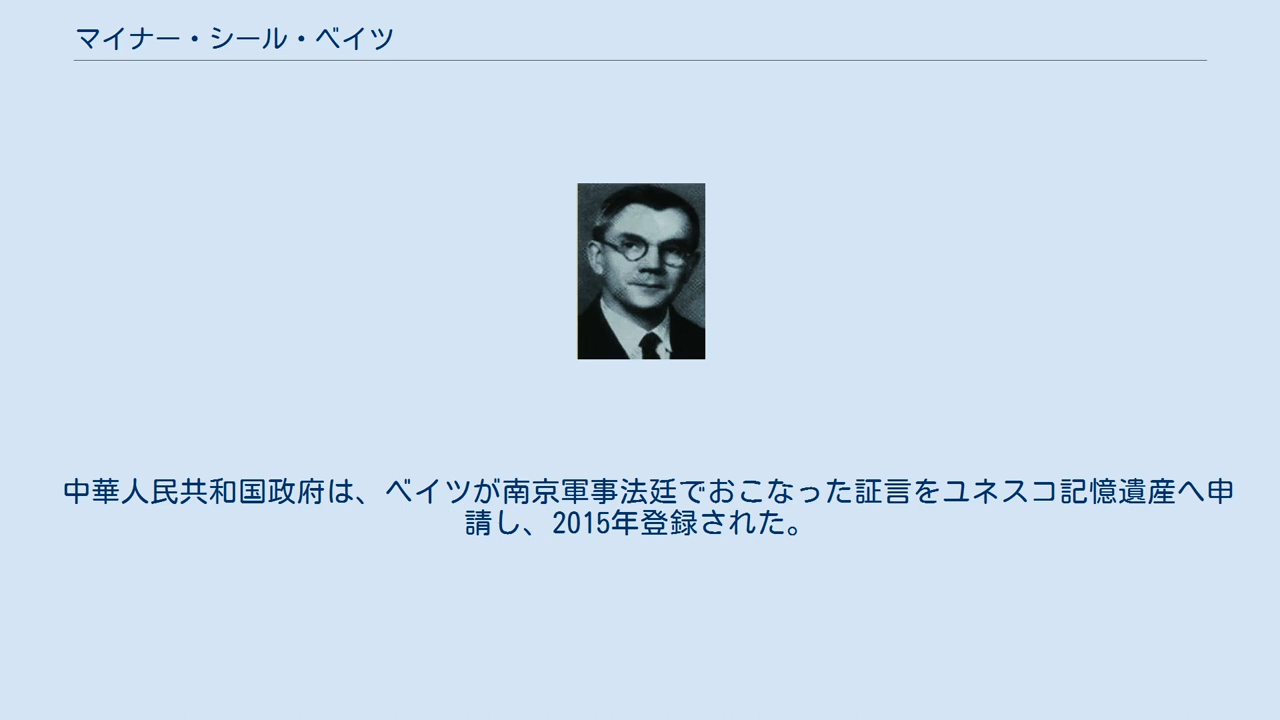 マイナー・シール・ベイツ
中華人民共和国政府は、ベイツが南京軍事法廷でおこなった証言をユネスコ記憶遺産へ申
請し、2015年登録された。